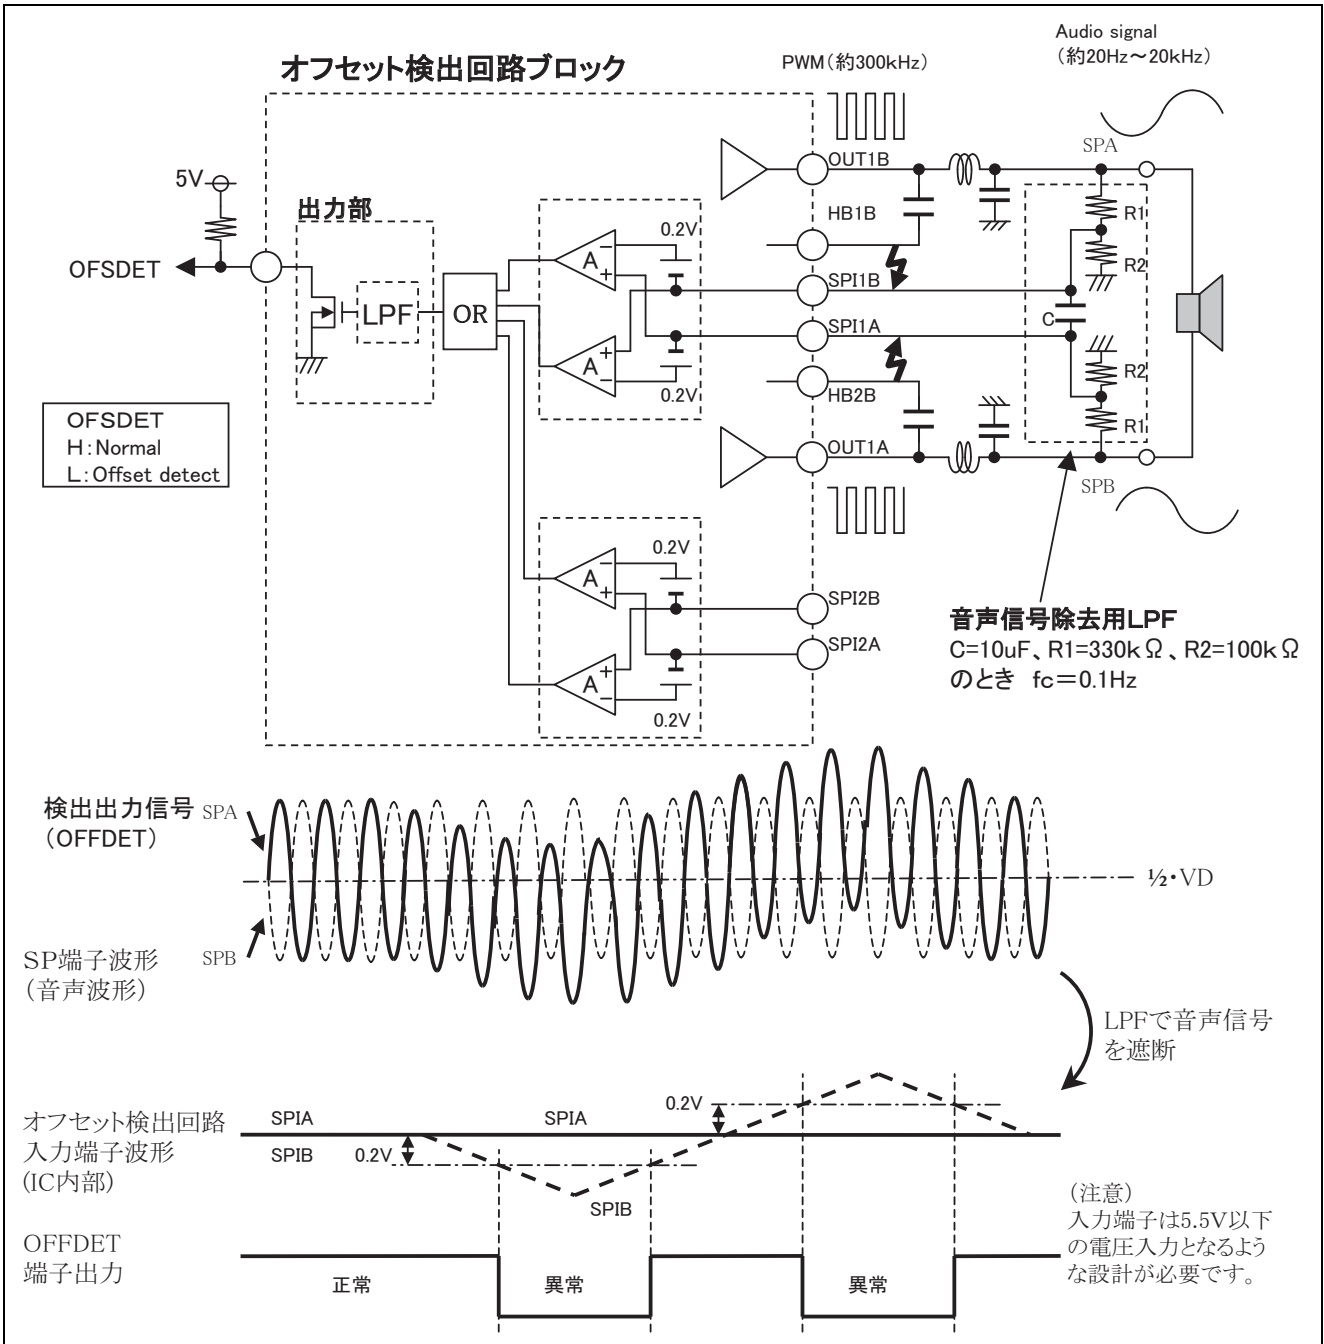 Audio signal
（約20Hz～20kHz）
PWM（約300kHz）
オフセット検出回路ブロック
SPA
OUT1B
5V
出力部
0.2V
HB1B
R1
A
R2
OFSDET
SPI1B
LPF
OR
SPI1A
C
A
R2
HB2B
0.2V
R1
OFSDET
H：Normal
L：Offset detect
OUT1A
SPB
0.2V
A
SPI2B
音声信号除去用LPF
C=10uF、R1=330kΩ、R2=100kΩ
のとき fc＝0.1Hz
SPI2A
A
0.2V
検出出力信号
（OFFDET）
SPA
½・VD
SP端子波形
（音声波形）
SPB
LPFで音声信号
を遮断
オフセット検出回路
入力端子波形
(IC内部)
SPIA
SPIA
0.2V
SPIB
0.2V
SPIB
（注意）
入力端子は5.5V以下
の電圧入力となるよう
な設計が必要です。
OFFDET
端子出力
正常
異常
異常